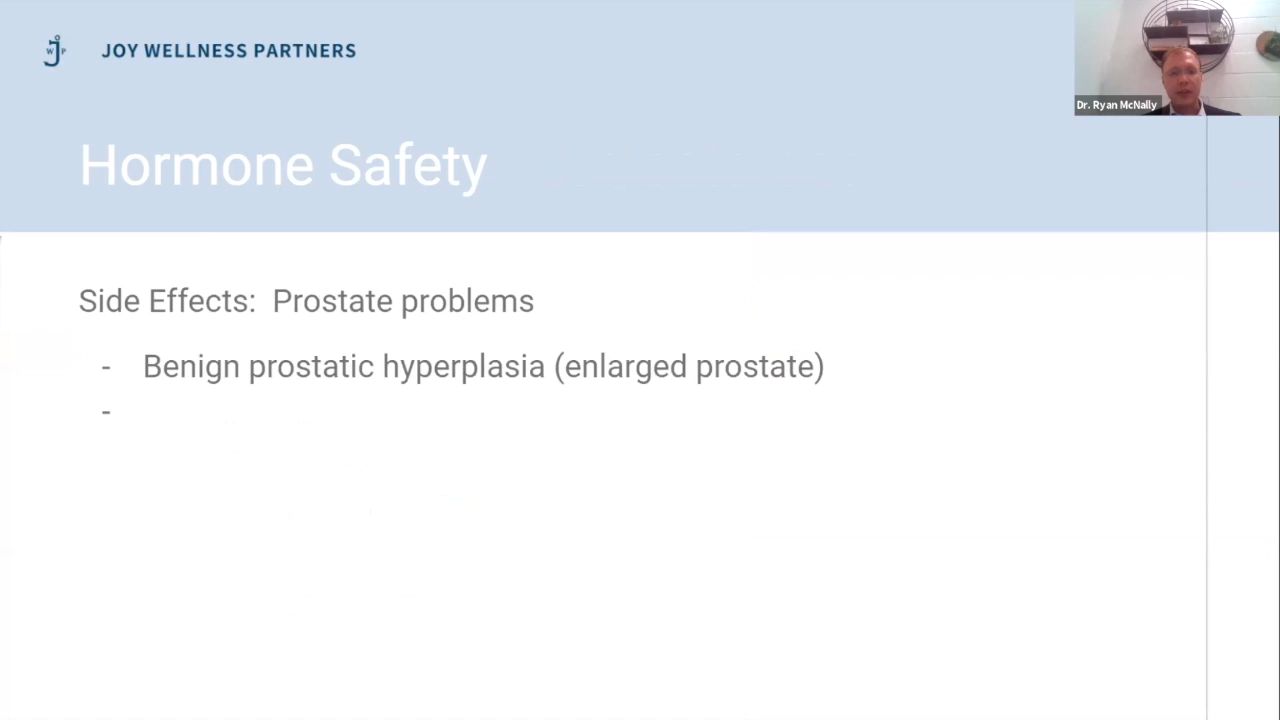 JOY WELLNESS PARTNERS
Dr. Ryan McNally
Hormone Safety
Side Effects:  Prostate problems
- Benign prostatic hyperplasia (enlarged prostate)
-